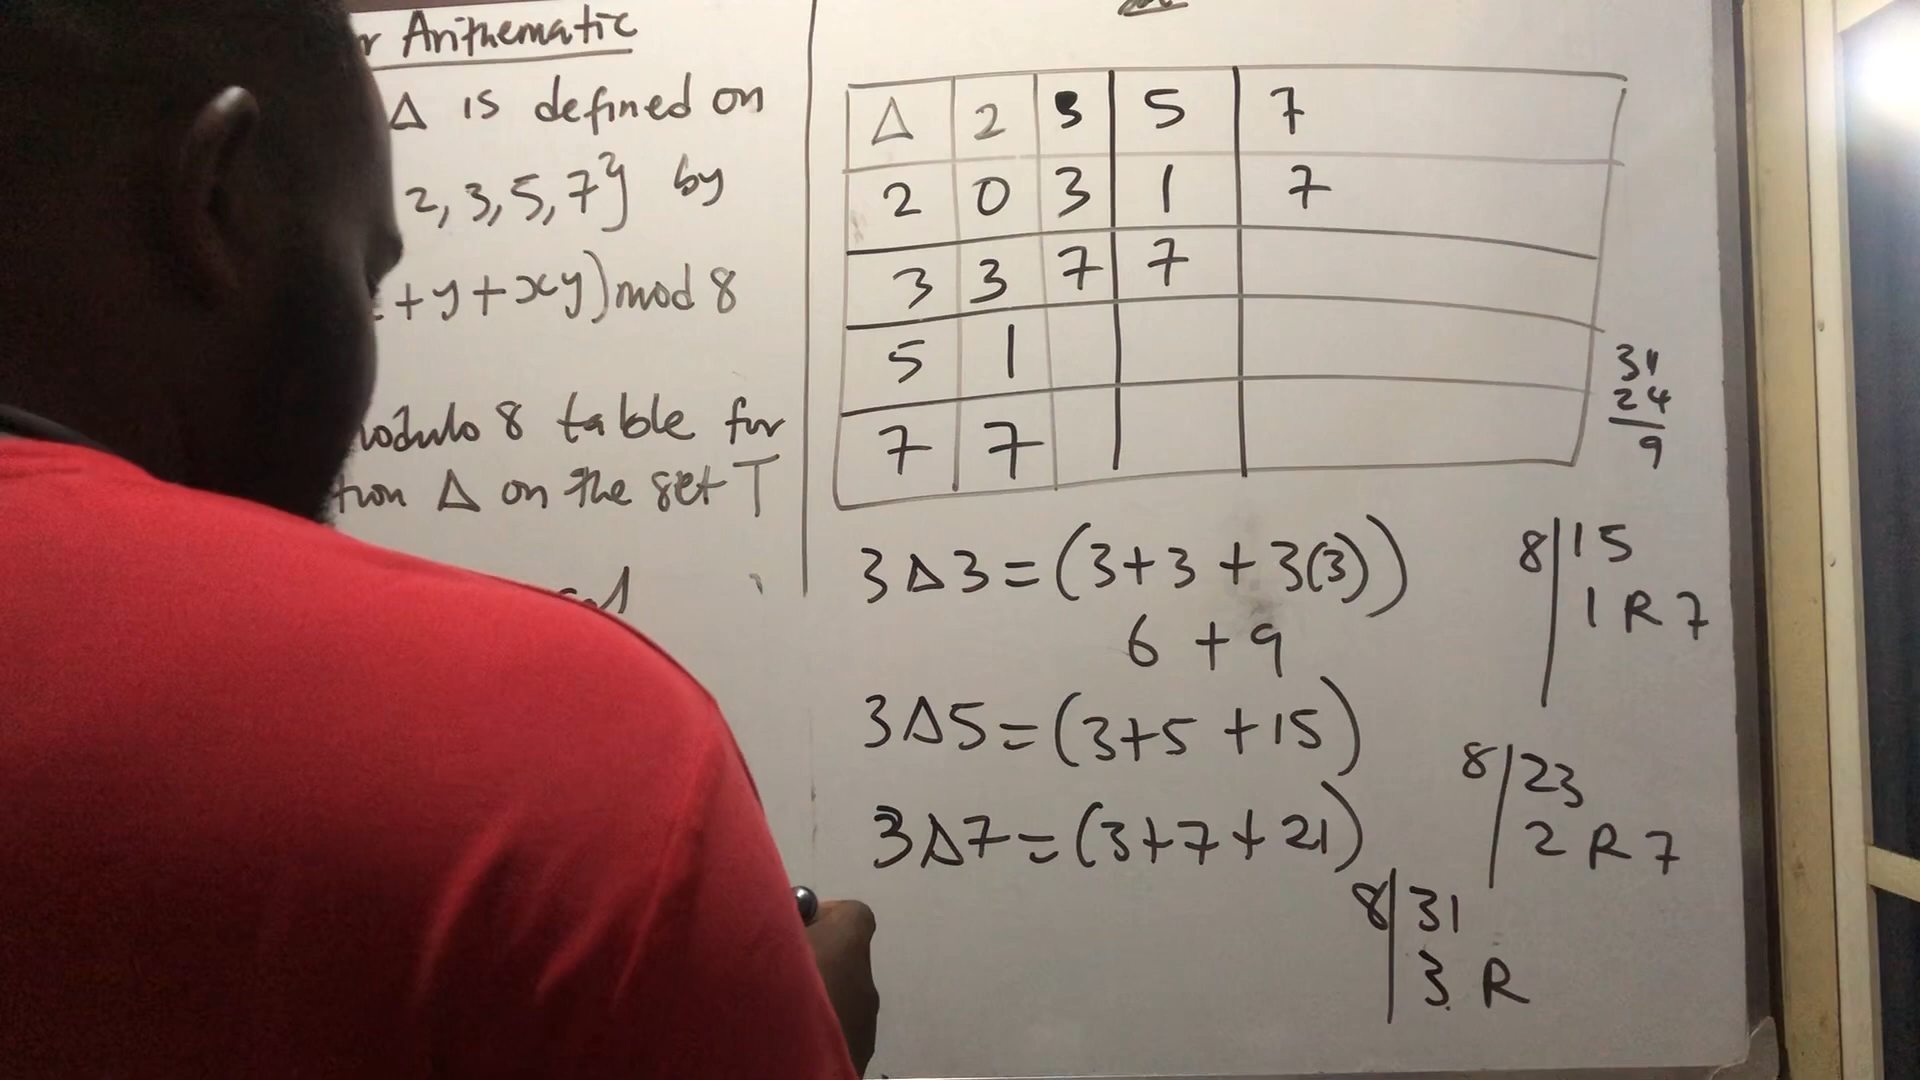 r Arithematic
Δ is defined on
2, 3, 5, 7} by
+y+xy) mod 8
modulo 8 table for
tion Δ on the set T
Δ 2 3 5 7
2 0 3 1 7
3 3 7 7
5 1
7 7
31
24
9
3Δ3=(3+3+3(3))
6+9
8|15
1 R 7
3Δ5=(3+5+15)
8|23
2 R 7
3Δ7=(3+7+21)
8|31
3 R